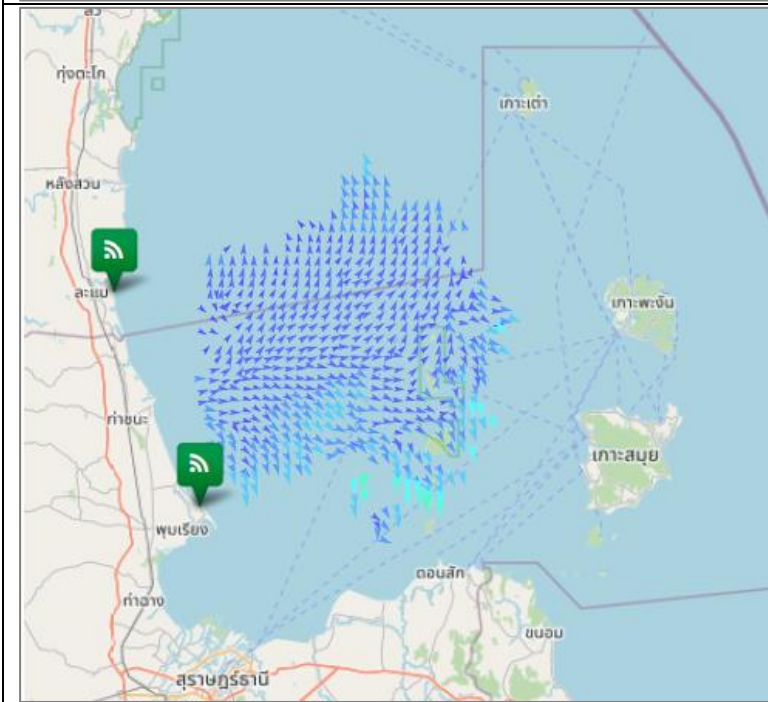 สวี
ทุ่งตะโก
เกาะเต่า
หลังสวน
ละแม
เกาะพะงัน
ท่าชนะ
เกาะสมุย
พุมเรียง
ดอนสัก
ท่าฉาง
ขนอม
สุราษฎร์ธานี